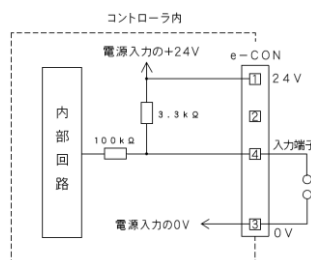 コントローラ内
電源入力の+24V
e-CON
1 24V
3.3kΩ
2
内部回路
100kΩ
4 入力端子
電源入力の0V
3 0V